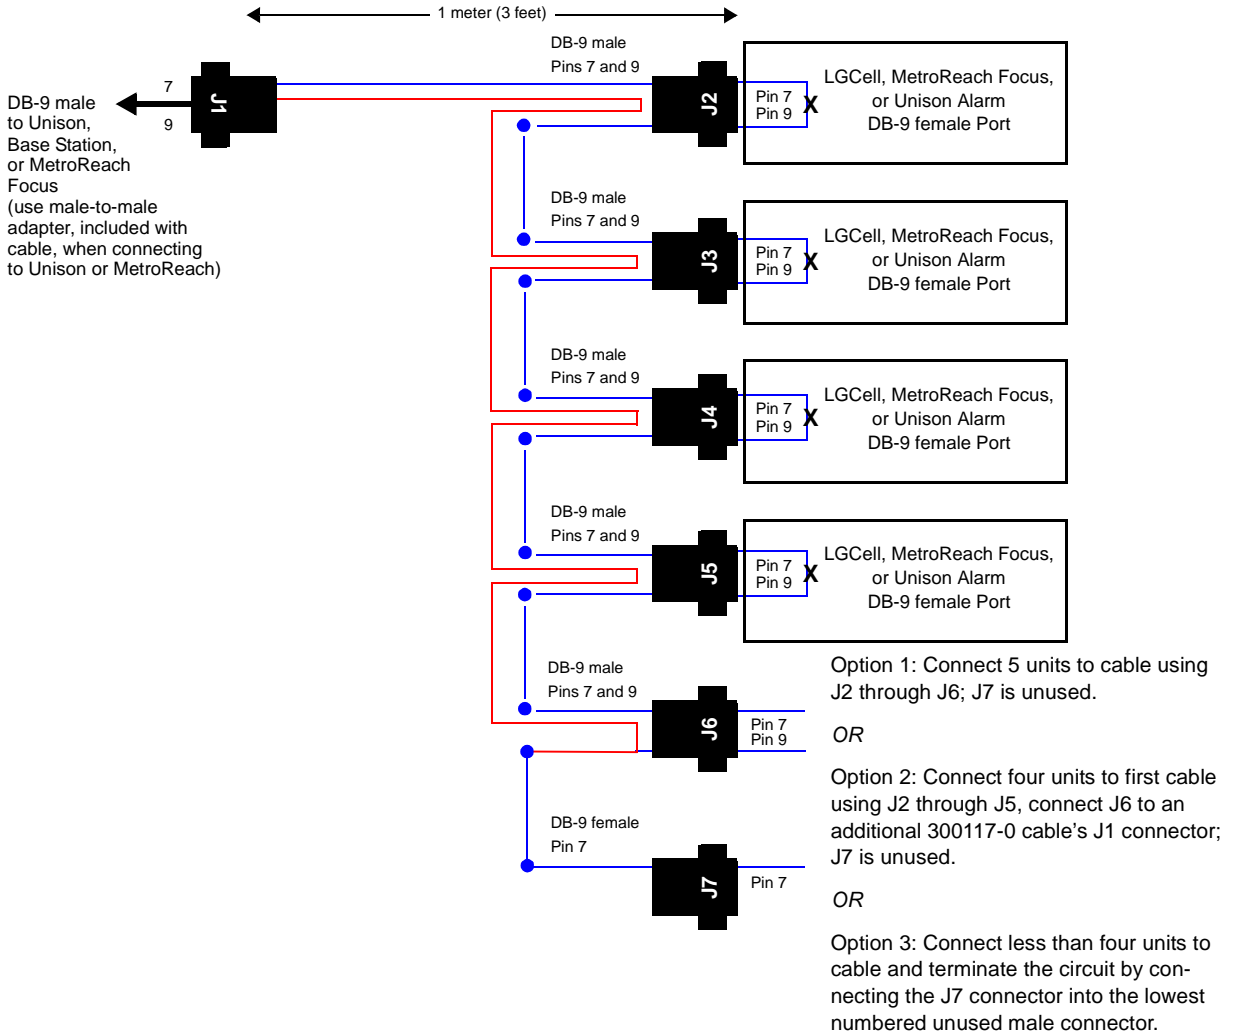 1 meter (3 feet)
DB-9 male
Pins 7 and 9
J1
7
9
DB-9 male
to Unison,
Base Station,
or MetroReach
Focus
(use male-to-male
adapter, included with
cable, when connecting
to Unison or MetroReach)
J2
Pin 7
Pin 9
X
LGCell, MetroReach Focus,
or Unison Alarm
DB-9 female Port
DB-9 male
Pins 7 and 9
J3
Pin 7
Pin 9
X
LGCell, MetroReach Focus,
or Unison Alarm
DB-9 female Port
DB-9 male
Pins 7 and 9
J4
Pin 7
Pin 9
X
LGCell, MetroReach Focus,
or Unison Alarm
DB-9 female Port
DB-9 male
Pins 7 and 9
J5
Pin 7
Pin 9
X
LGCell, MetroReach Focus,
or Unison Alarm
DB-9 female Port
DB-9 male
Pins 7 and 9
J6
Pin 7
Pin 9
DB-9 female
Pin 7
J7
Pin 7
Option 1: Connect 5 units to cable using
J2 through J6; J7 is unused.
OR
Option 2: Connect four units to first cable
using J2 through J5, connect J6 to an
additional 300117-0 cable's J1 connector;
J7 is unused.
OR
Option 3: Connect less than four units to
cable and terminate the circuit by con-
necting the J7 connector into the lowest
numbered unused male connector.